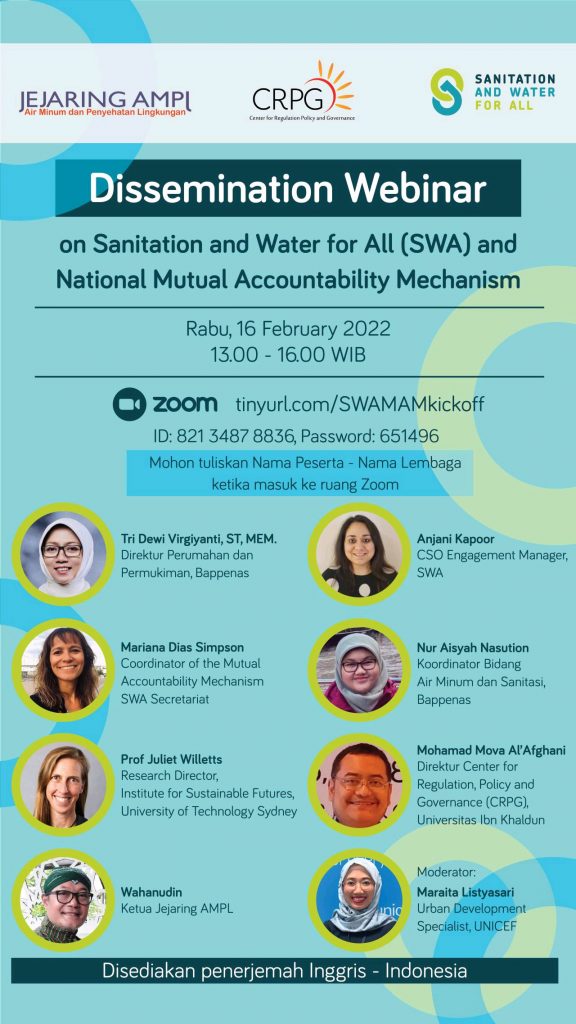 JEJARING AMPL
Air Minum dan Penyehatan Lingkungan
CRPG
Center for Regulation Policy and Governance
SANITATION
AND WATER
FOR ALL
Dissemination Webinar
on Sanitation and Water for All (SWA) and
National Mutual Accountability Mechanism
Rabu, 16 February 2022
13.00 - 16.00 WIB
zoom tinyurl.com/SWAMAMkickoff
ID: 821 3487 8836, Password: 651496
Mohon tuliskan Nama Peserta - Nama Lembaga
ketika masuk ke ruang Zoom
Tri Dewi Virgiyanti, ST, MEM.
Direktur Perumahan dan
Permukiman, Bappenas
Anjani Kapoor
CSO Engagement Manager,
SWA
Mariana Dias Simpson
Coordinator of the Mutual
Accountability Mechanism
SWA Secretariat
Nur Aisyah Nasution
Koordinator Bidang
Air Minum dan Sanitasi,
Bappenas
Prof Juliet Willetts
Research Director,
Institute for Sustainable Futures,
University of Technology Sydney
Mohamad Mova Al'Afghani
Direktur Center for
Regulation, Policy and
Governance (CRPG),
Universitas Ibn Khaldun
Wahanudin
Ketua Jejaring AMPL
Moderator:
Maraita Listyasari
Urban Development
Specialist, UNICEF
Disediakan penerjemah Inggris - Indonesia